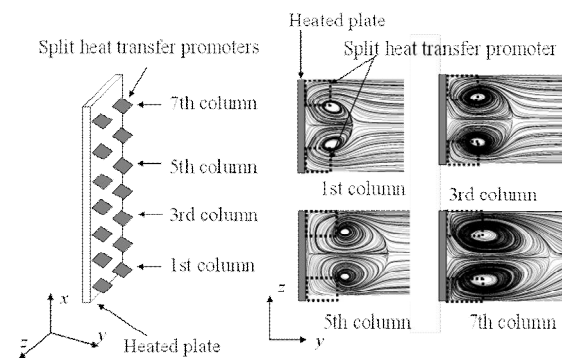 Split heat transfer promoters
7th column
5th column
3rd column
1st column
x
y
z
Heated plate
Heated plate
Split heat transfer promoter
1st column
3rd column
5th column
7th column
z
y